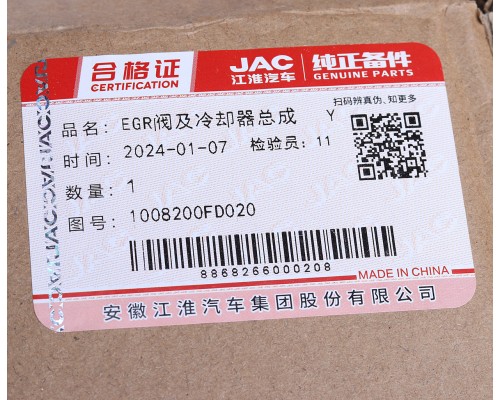 合格证
CERTIFICATION
JAC
江淮汽车
纯正备件
GENUINE PARTS
扫码辨真伪、知更多
品名: EGR阀及冷却器总成 Y
时间: 2024-01-07 检验员: 11
数量: 1
图号: 1008200FD020
8868266000208
MADE IN CHINA
安徽江淮汽车集团股份有限公司